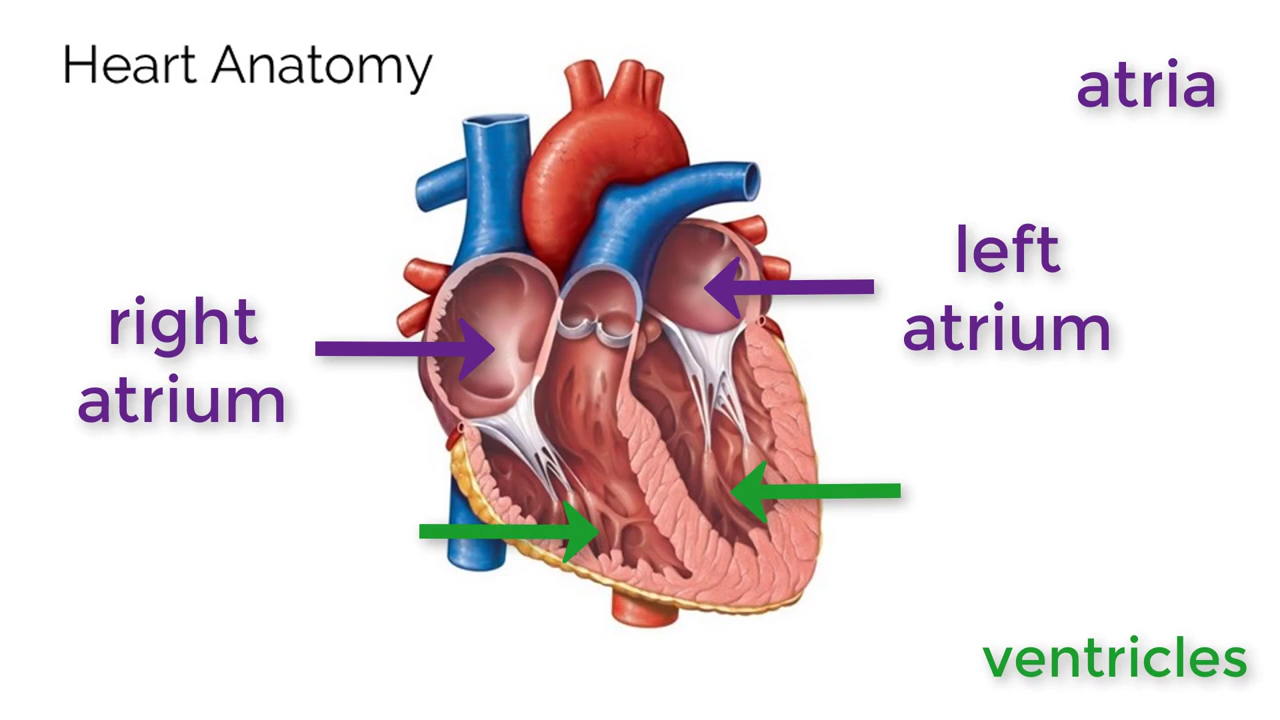 Heart Anatomy
atria
left
atrium
right
atrium
ventricles